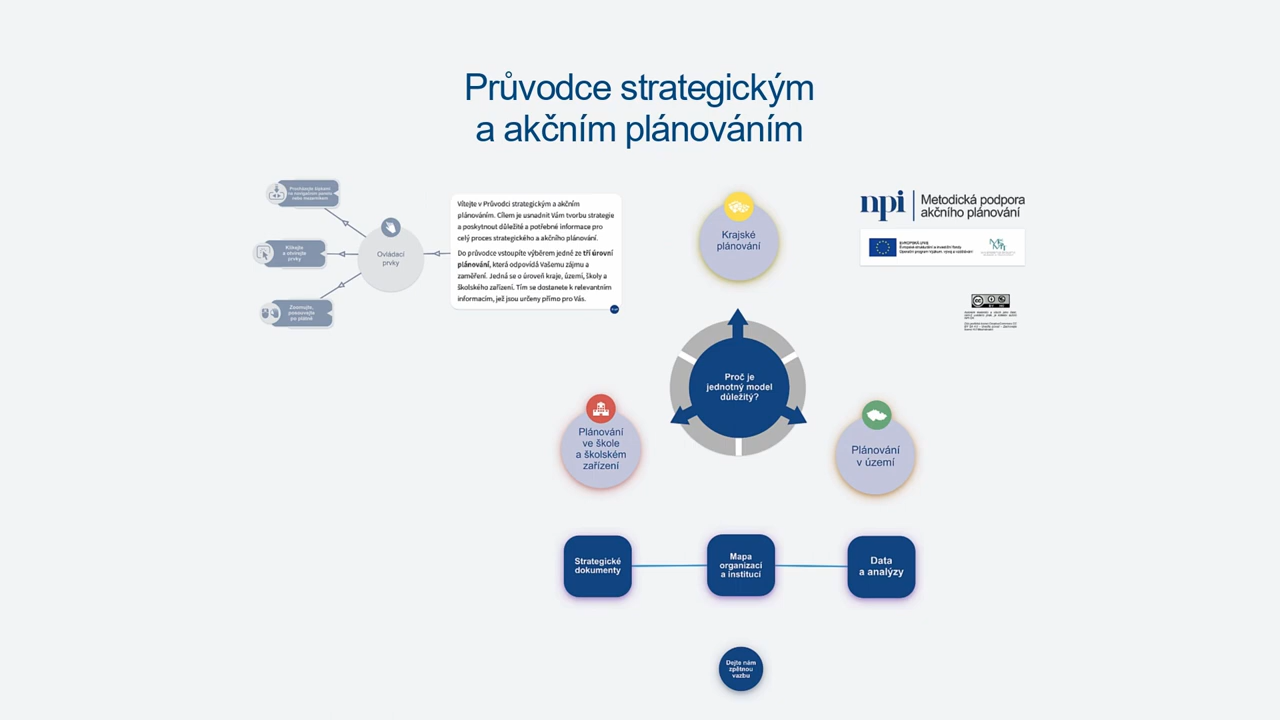 Průvodce strategickým
a akčním plánováním
Procházejte šipkami
na navigačním panelu
nebo nezávisle
Klikejte
a otvírejte
prvky
Zoomujte,
posouvejte
po plátně
Ovládací
prvky
Vítejte v Průvodci strategickým a akčním
plánováním. Cílem je usnadnit Vám tvorbu strategie
a poskytnout důležité a potřebné informace pro
celý proces strategického a akčního plánování.
Do průvodce vstoupíte výběrem jedné ze tří úrovní
plánování, která odpovídá Vašemu zájmu a
zaměření. Jedná se o úroveň kraje, území, školy a
školského zařízení. Tím se dostanete k relevantním
informacím, jež jsou určeny přímo pro Vás.
Krajské
plánování
npi
Metodická podpora
akčního plánování
EVROPSKÁ UNIE
Evropské strukturální a investiční fondy
Operační program Výzkum, vývoj a vzdělávání
Proč je
jednotný model
důležitý?
Plánování
ve škole
a školském
zařízení
Plánování
v území
Strategické
dokumenty
Mapa
organizací
a institucí
Data
a analýzy
Dejte nám
zpětnou
vazbu